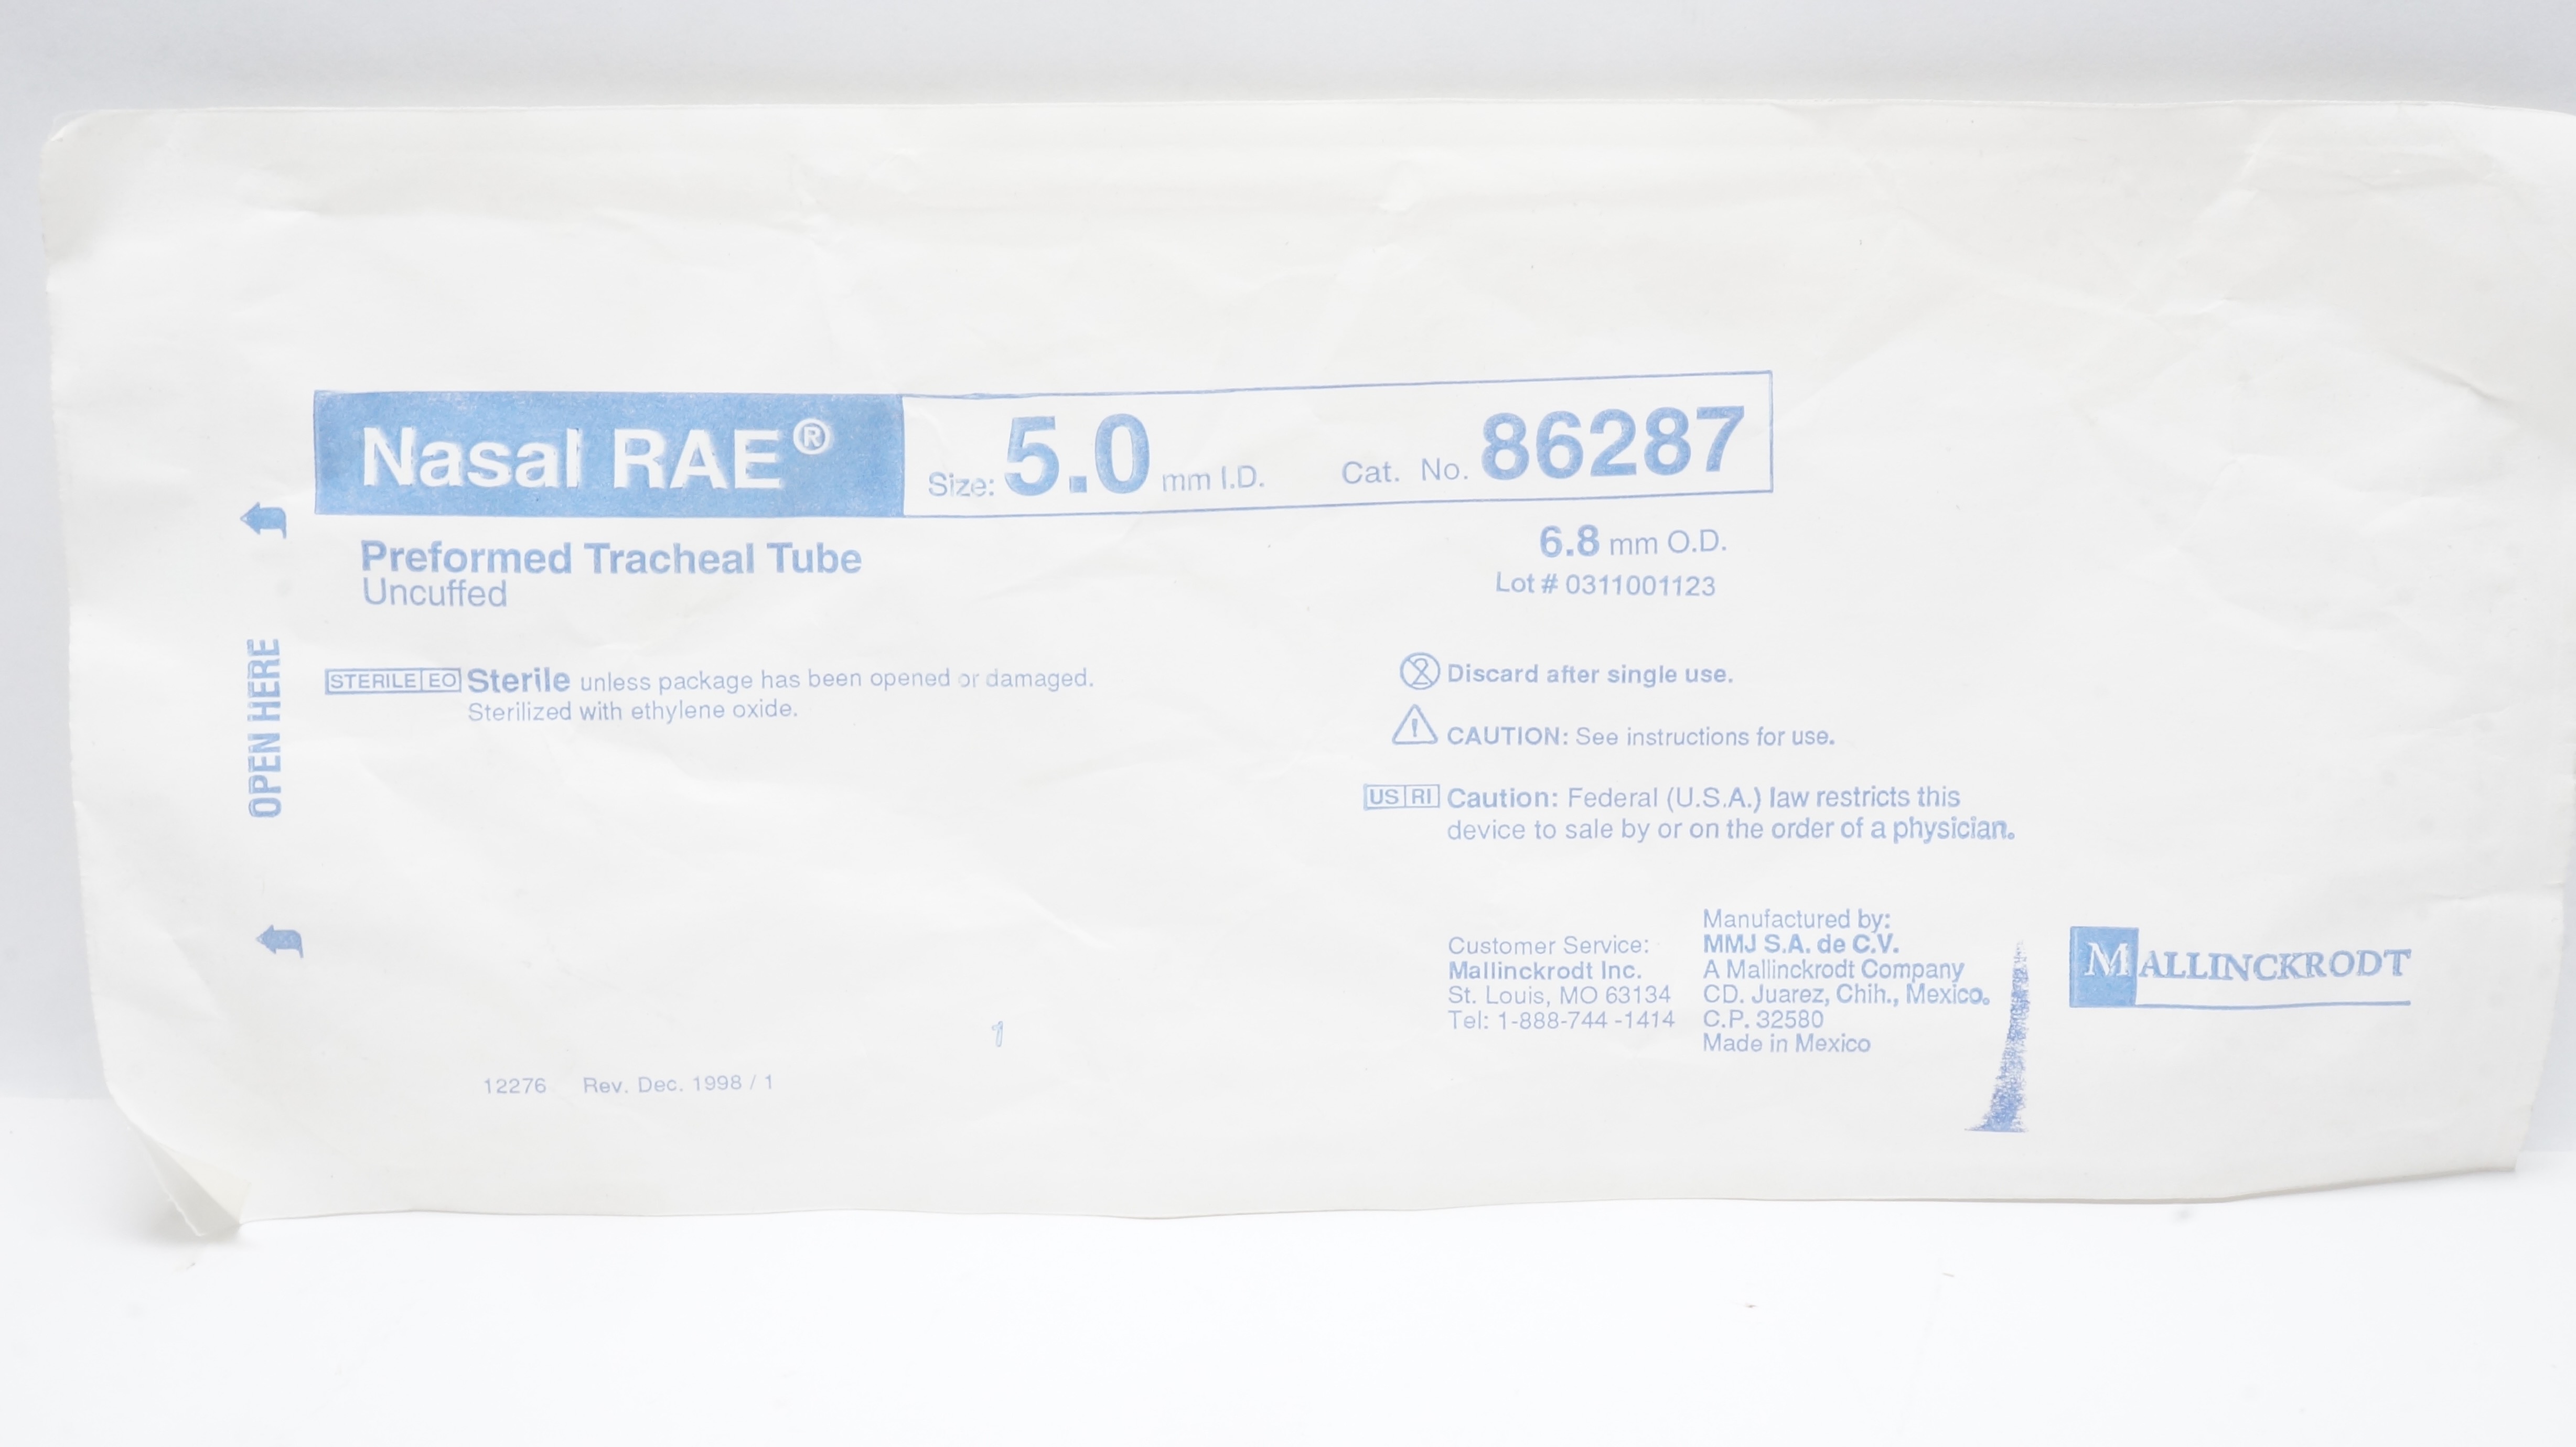 Nasal RAE® Size: 5.0 mm I.D. Cat. No. 86287
6.8 mm O.D.
Lot # 0311001123
Preformed Tracheal Tube
Uncuffed
OPEN HERE
STERILE EO Sterile unless package has been opened or damaged.
Sterilized with ethylene oxide.
2 Discard after single use.
CAUTION: See instructions for use.
US RI Caution: Federal (U.S.A.) law restricts this
device to sale by or on the order of a physician.
Customer Service:
Mallinckrodt Inc.
St. Louis, MO 63134
Tel: 1-888-744 -1414
Manufactured by:
MMJ S.A. de C.V.
A Mallinckrodt Company
CD. Juarez, Chih., Mexico.
C.P. 32580
Made in Mexico
MALLINCKRODT
1
12276 Rev. Dec. 1998 / 1